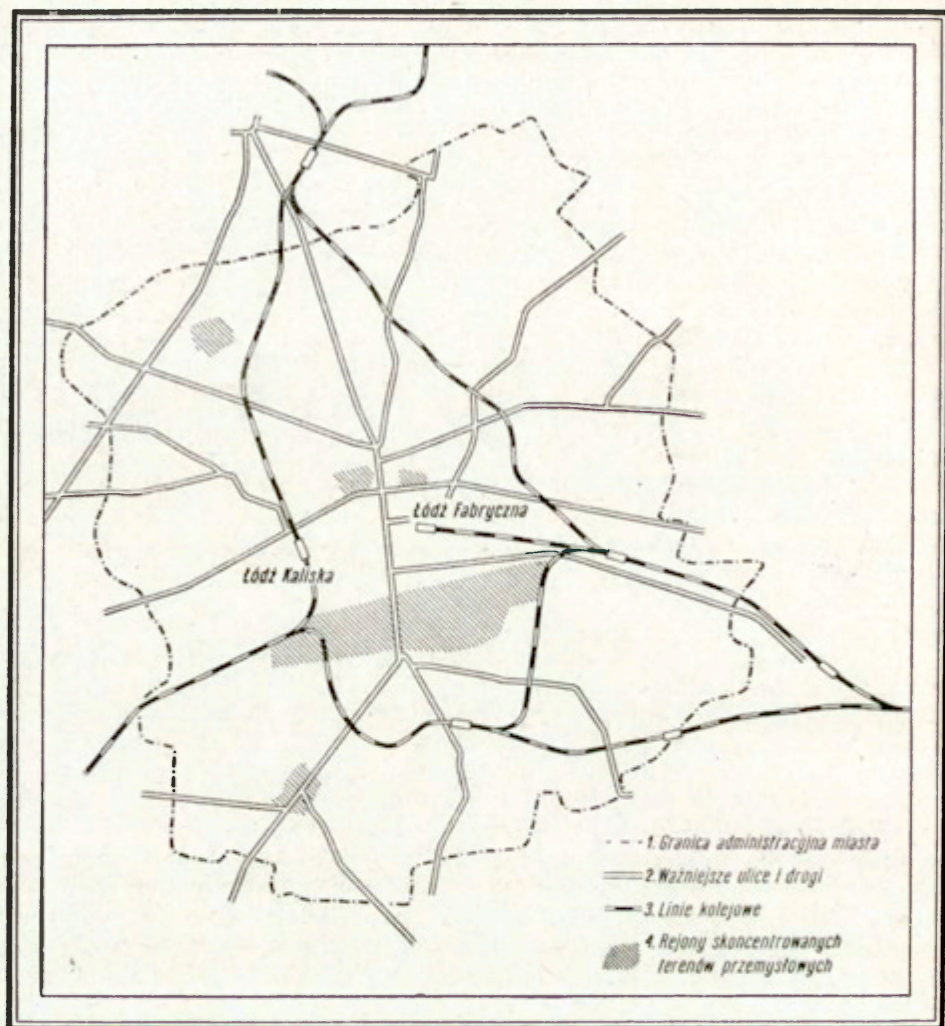 Łódź Fabryczna
Łódź Kaliska
1. Granica administracyjna miasta
2. Ważniejsze ulice i drogi
3. Linie kolejowe
4. Rejony skoncentrowanych
terenów przemysłowych